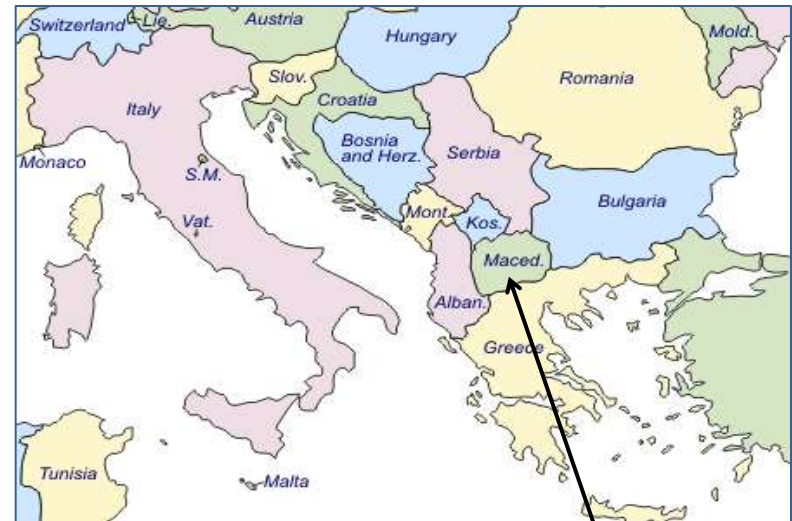 Switzerland
Lie.
Austria
Hungary
Mold.
Slov.
Romania
Italy
Croatia
Bosnia
and Herz.
Serbia
Monaco
S.M.
Vat.
Mont.
Kos.
Bulgaria
Maced.
Alban.
Greece
Tunisia
Malta